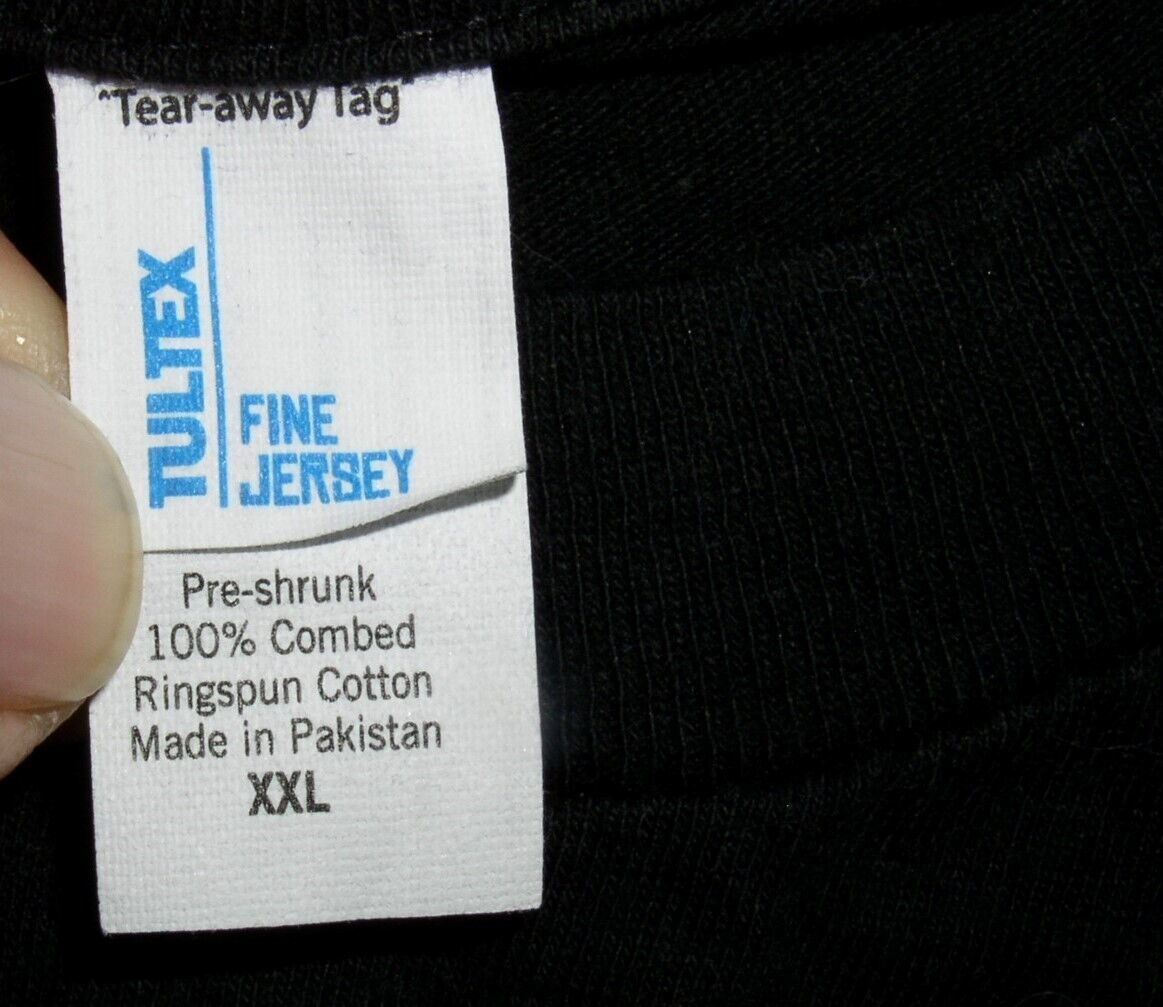 "Tear-away Tag"
TULTEX
FINE
JERSEY
Pre-shrunk
100% Combed
Ringspun Cotton
Made in Pakistan
XXL